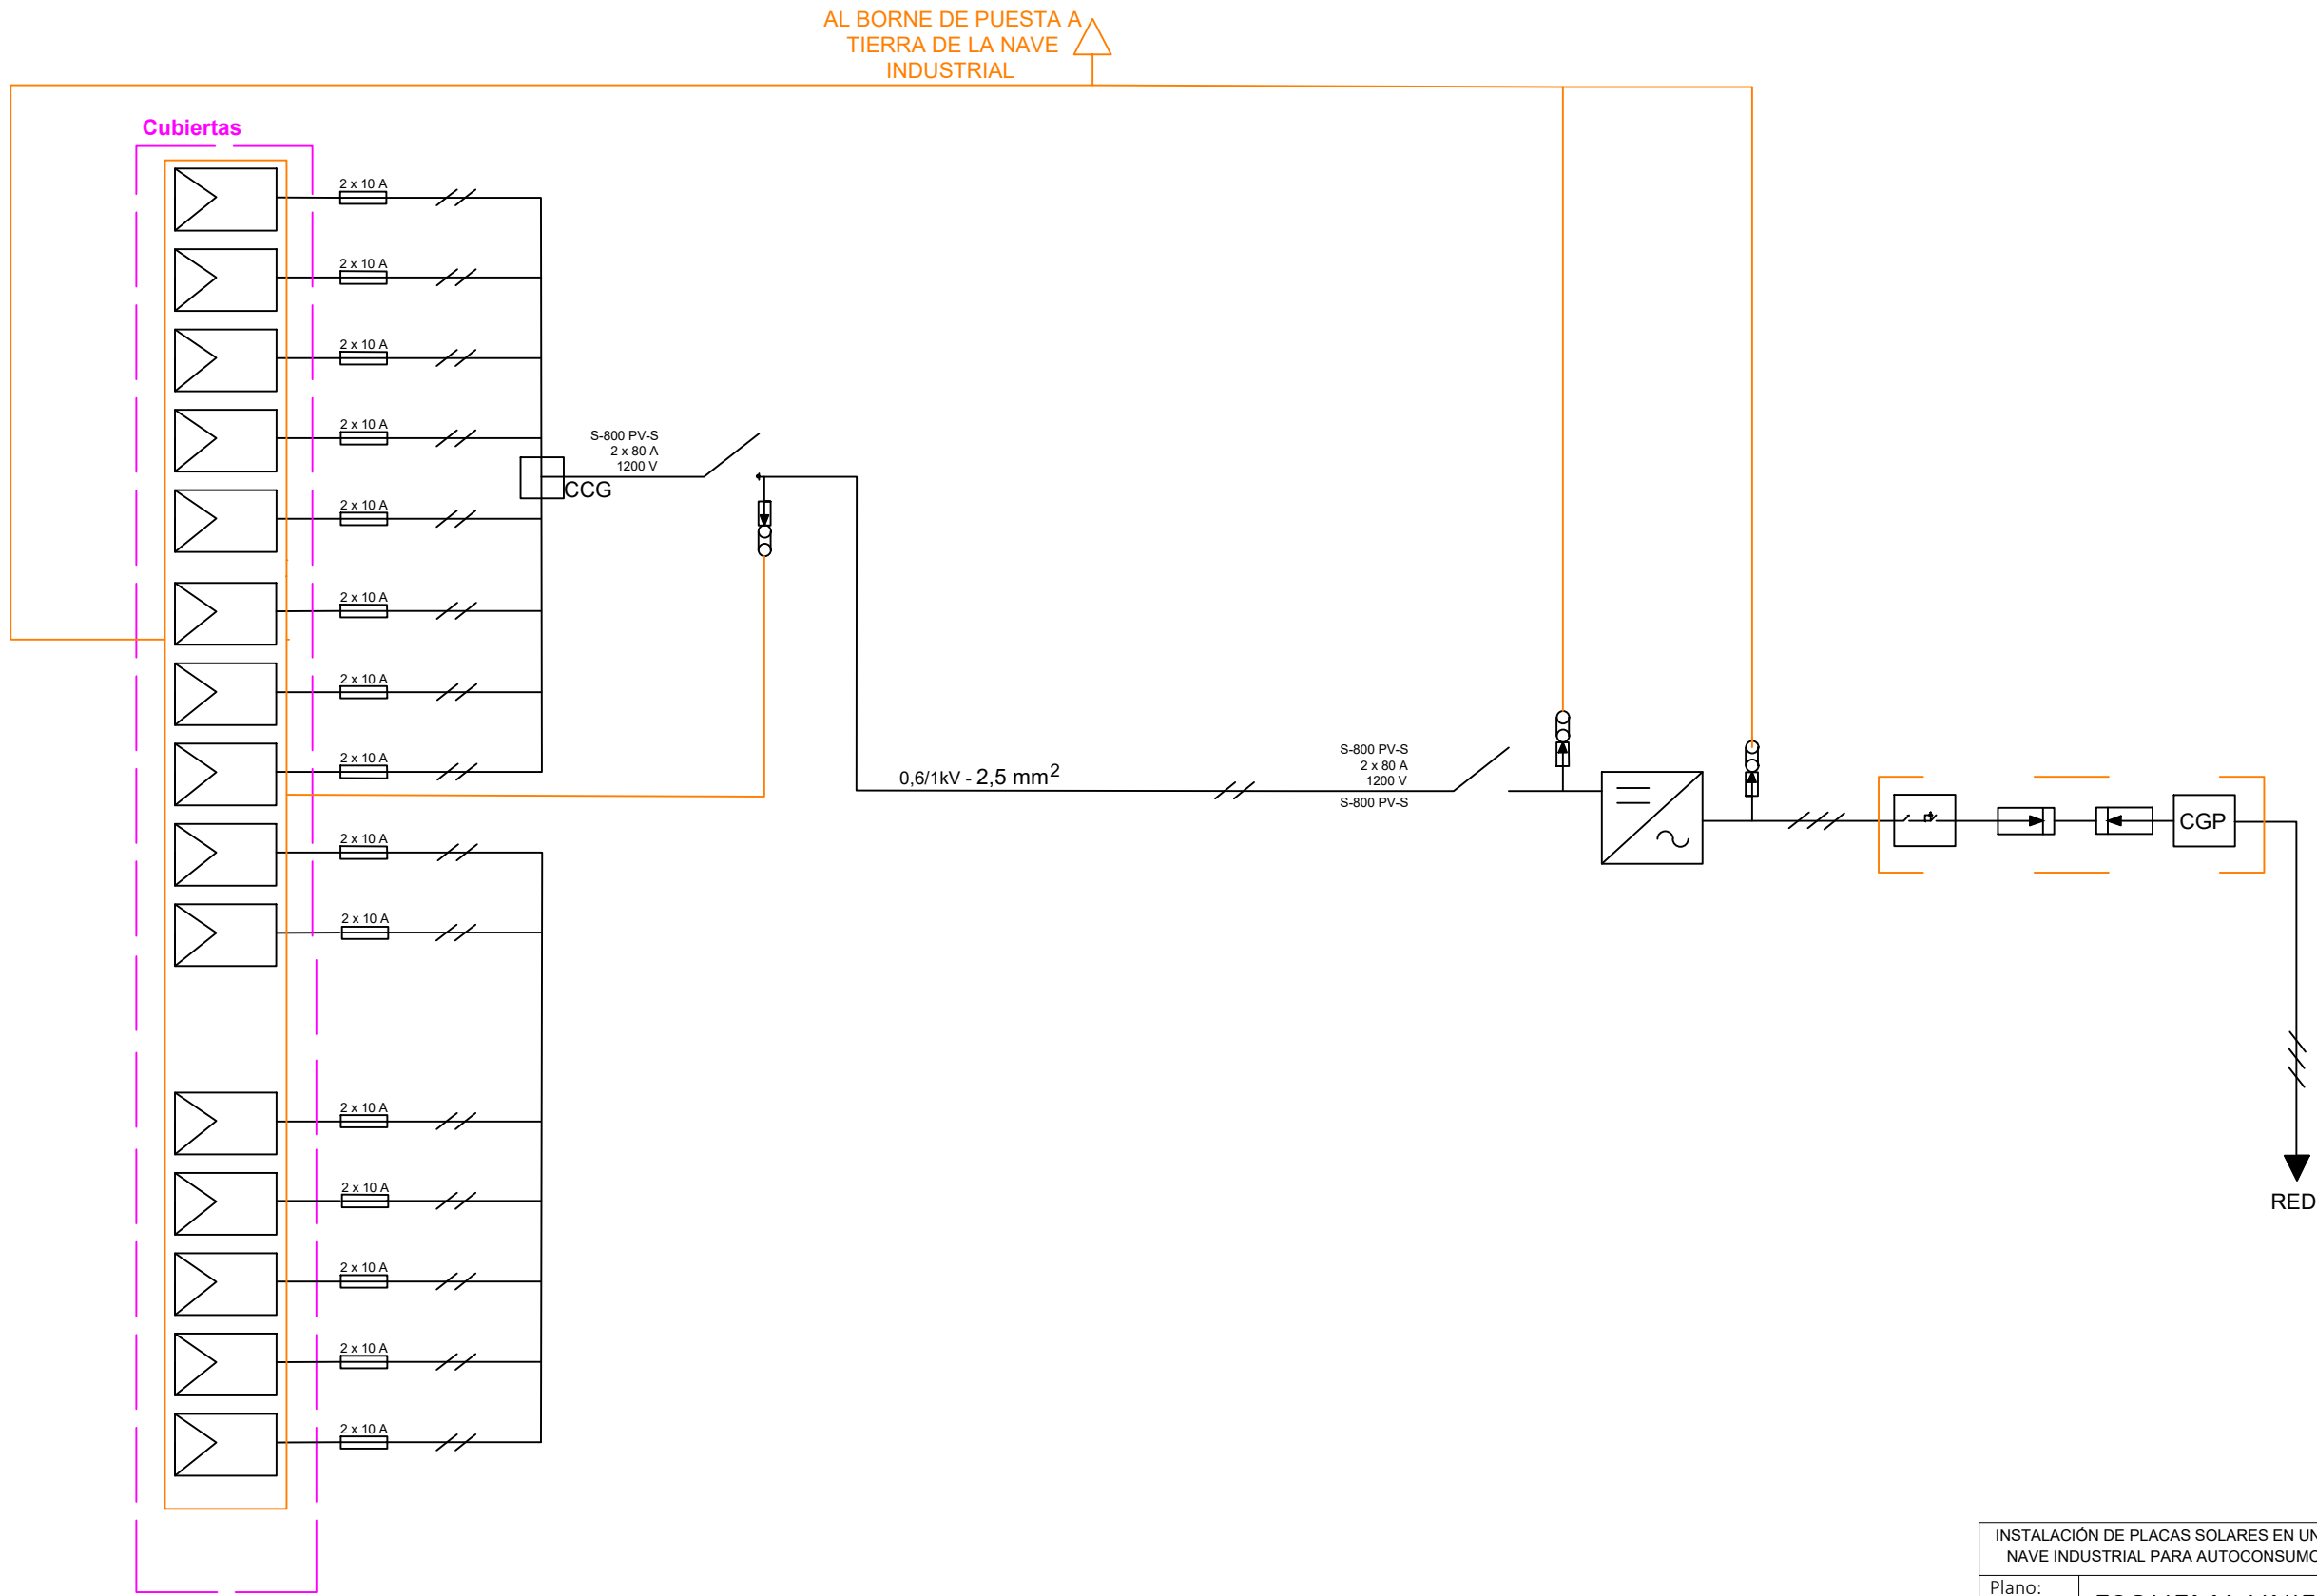 AL BORNE DE PUESTA A
TIERRA DE LA NAVE
INDUSTRIAL
Cubiertas
2 x 10 A
2 x 10 A
2 x 10 A
2 x 10 A
S-800 PV-S
2 x 80 A
1200 V
CCG
2 x 10 A
2 x 10 A
2 x 10 A
2 x 10 A
0,6/1kV - 2,5 mm²
S-800 PV-S
2 x 80 A
1200 V
S-800 PV-S
CGP
2 x 10 A
2 x 10 A
2 x 10 A
2 x 10 A
RED
2 x 10 A
2 x 10 A
2 x 10 A
INSTALACIÓN DE PLACAS SOLARES EN UN
NAVE INDUSTRIAL PARA AUTOCONSUMO
Plano: